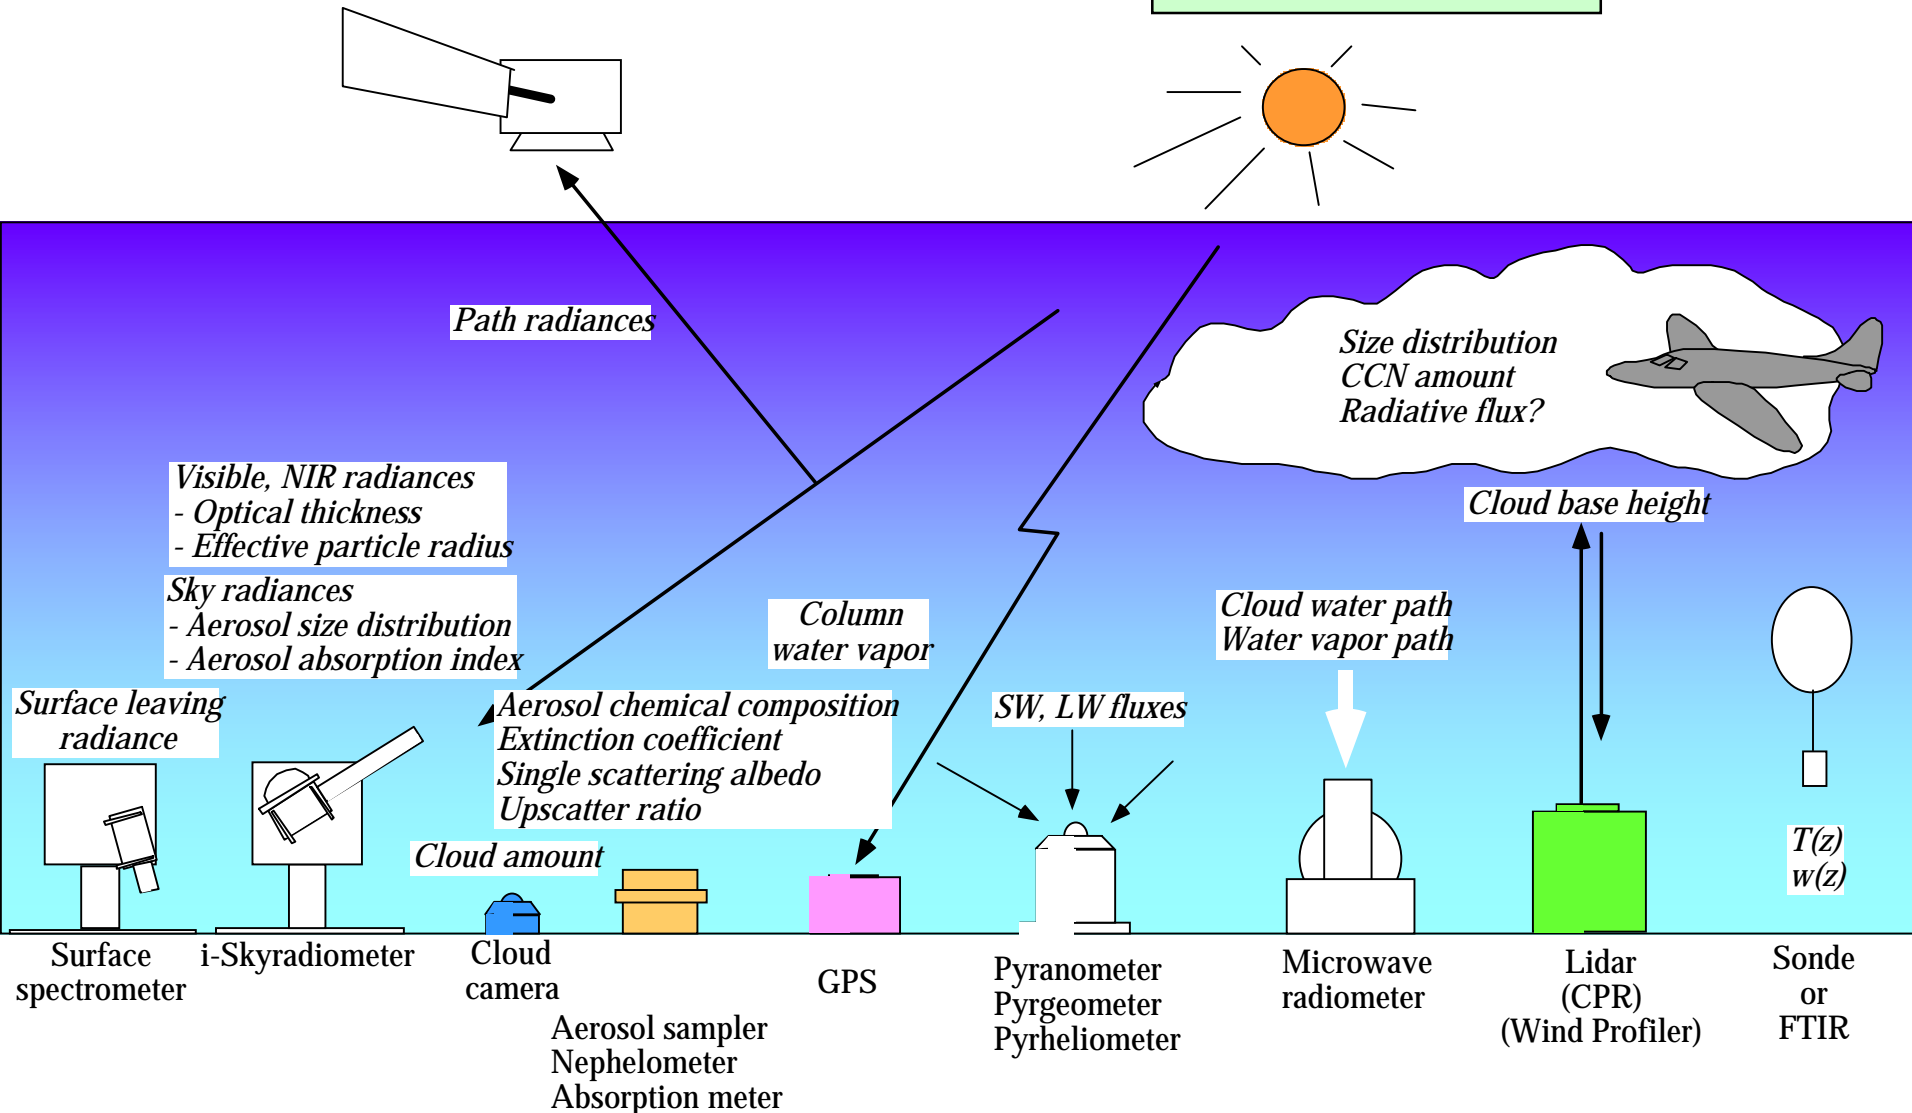 Path radiances
Size distribution
CCN amount
Radiative flux?
Visible, NIR radiances
- Optical thickness
- Effective particle radius
Cloud base height
Sky radiances
- Aerosol size distribution
- Aerosol absorption index
Column
water vapor
Cloud water path
Water vapor path
Surface leaving
radiance
Aerosol chemical composition
Extinction coefficient
Single scattering albedo
Upscatter ratio
SW, LW fluxes
Cloud amount
T(z)
w(z)
Surface
spectrometer
i-Skyradiometer
Cloud
camera
Aerosol sampler
Nephelometer
Absorption meter
GPS
Pyranometer
Pyrgeometer
Pyrheliometer
Microwave
radiometer
Lidar
(CPR)
(Wind Profiler)
Sonde
or
FTIR